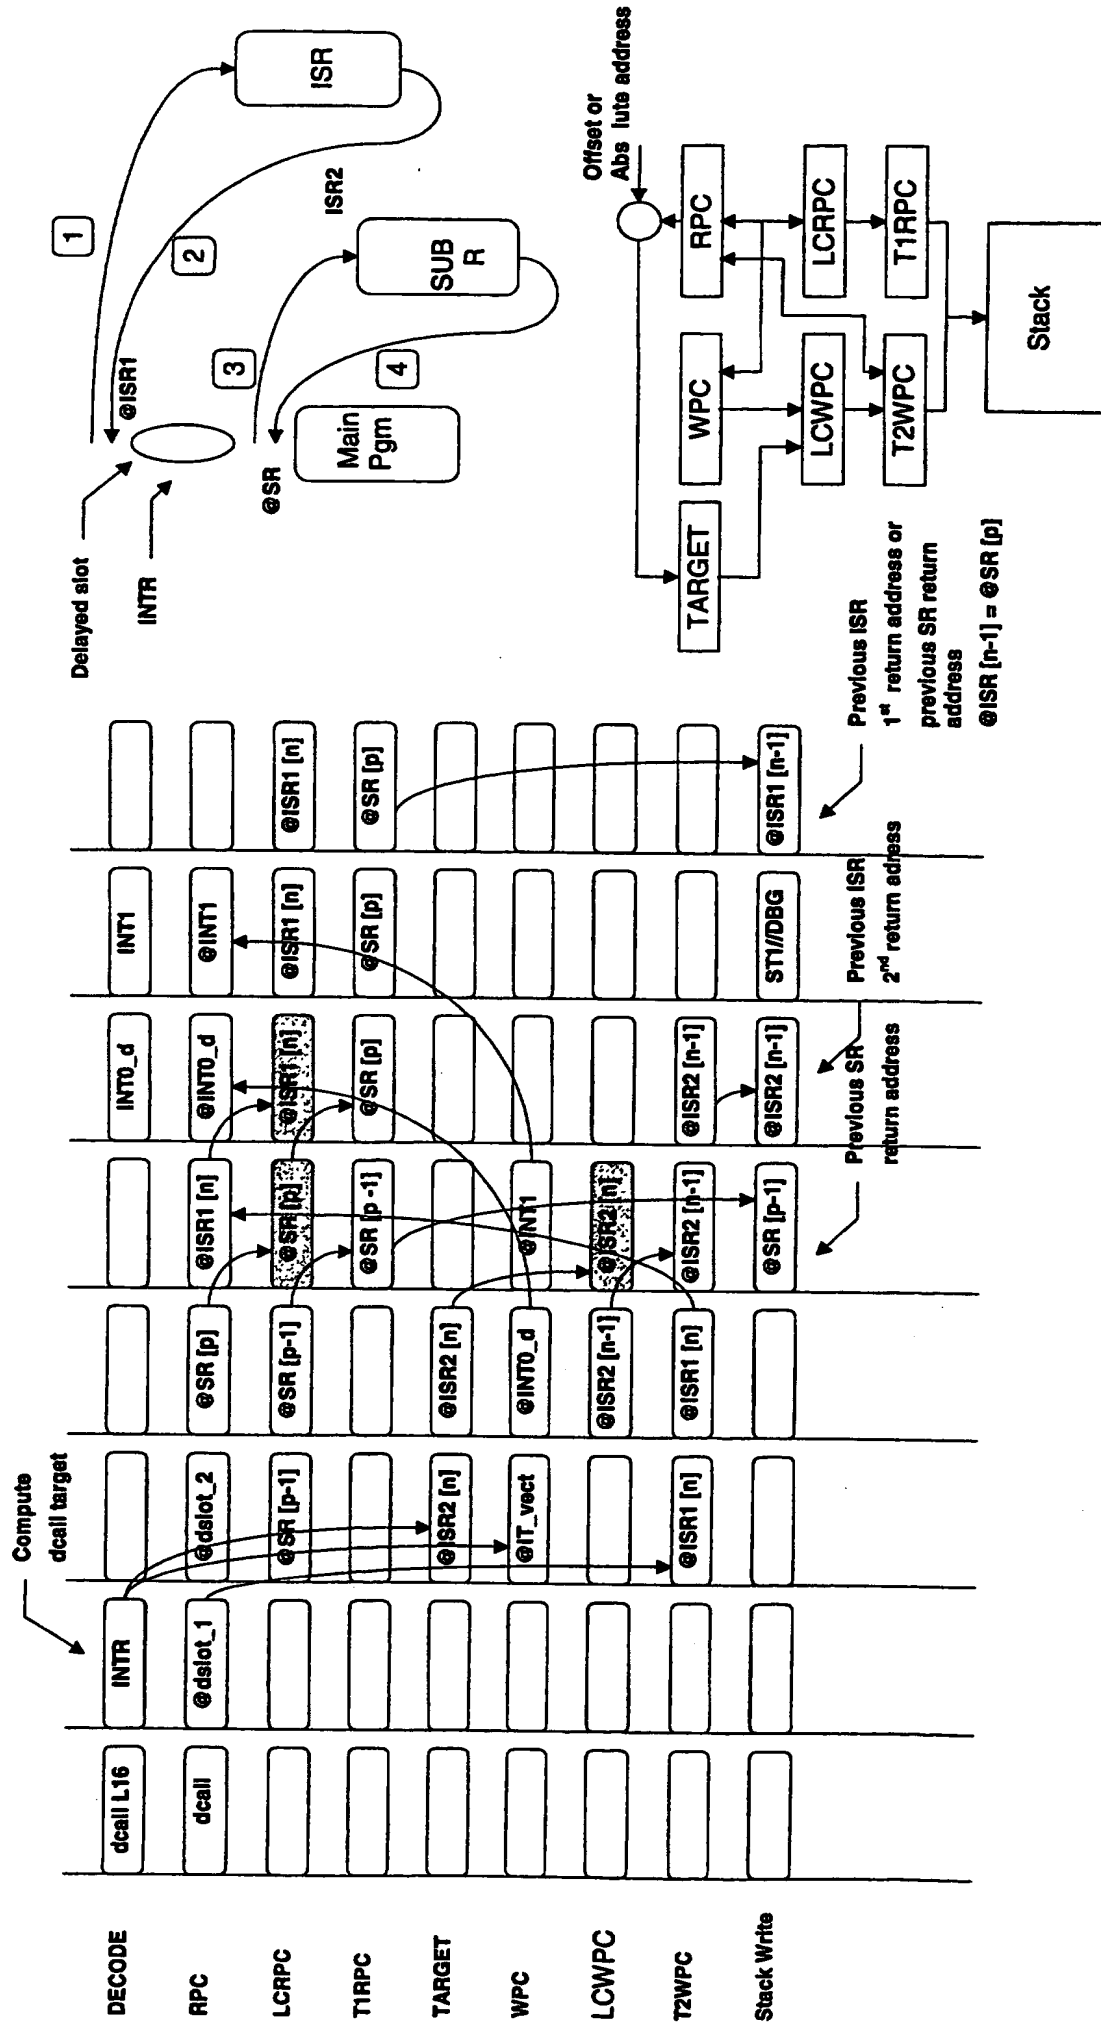 Compute
dcall target
DECODE
dcall L16
INTR
INT0_d
INT1
RPC
dcall
@dslot_1
@dslot_2
@SR [p]
@ISR1 [n]
@INT0_d
@INT1
LCRPC
@SR [p-1]
@SR [p-1]
@SR [p]
@ISR1 [n]
@ISR1 [n]
@ISR1 [n]
T1RPC
@SR [p -1]
@SR [p]
@SR [p]
@SR [p]
TARGET
@ISR2 [n]
@ISR2 [n]
WPC
@IT_vect
@INT0_d
@INT1
LCWPC
@ISR2 [n-1]
@ISR2 [n]
T2WPC
@ISR1 [n]
@ISR1 [n]
@ISR2 [n-1]
@ISR2 [n-1]
Stack Write
@SR [p-1]
@ISR2 [n-1]
ST1//DBG
@ISR1 [n-1]
Previous SR
return address
Previous ISR
2nd return adress
Previous ISR
1st return address or
previous SR return
address
@ISR [n-1] = @SR [p]
Delayed slot
INTR
@ISR1
1
2
ISR
ISR2
@SR
3
4
Main
Pgm
SUB
R
Offset or
Abs lute address
TARGET
WPC
RPC
LCWPC
LCRPC
T2WPC
T1RPC
Stack